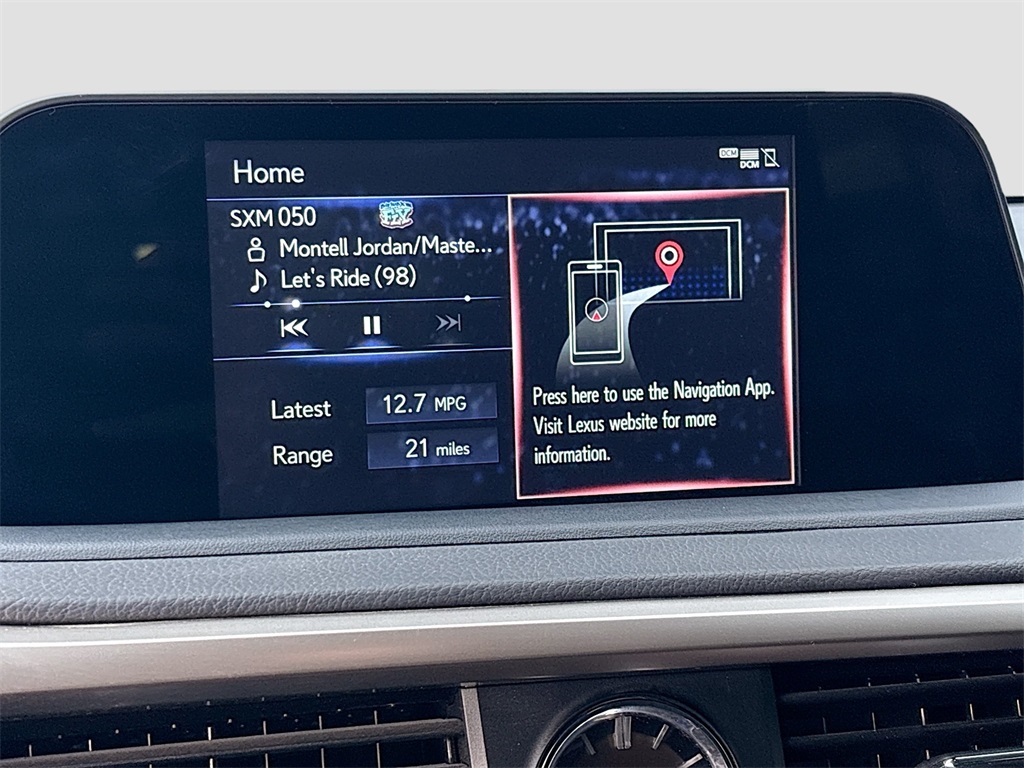 Home
DCM
DCM
SXM 050
Montell Jordan/Maste...
Let's Ride (98)
Latest
12.7 MPG
Range
21 miles
Press here to use the Navigation App.
Visit Lexus website for more
information.